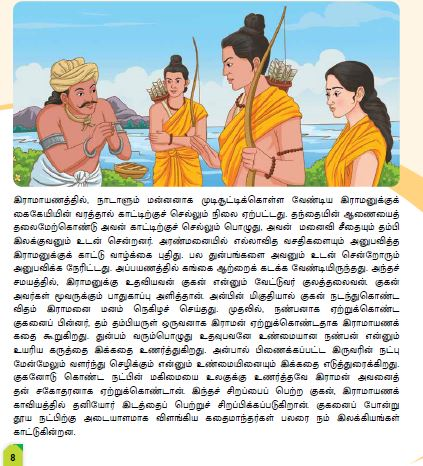 இராமாயணத்தில், நாடாளும் மன்னனாக முடிசூட்டிக்கொள்ள வேண்டிய இராமனுக்குக்
கைகேயியின் வரத்தால் காட்டிற்குச் செல்லும் நிலை ஏற்பட்டது. தந்தையின் ஆணையைத்
தலைமேற்கொண்டு அவன் காட்டிற்குச் செல்லும் பொழுது, அவன் மனைவி சீதையும் தம்பி
இலக்குவனும் உடன் சென்றனர். அரண்மனையில் எல்லாவித வசதிகளையும் அனுபவித்த
இராமனுக்குக் காட்டு வாழ்க்கை புதிது. பல துன்பங்களை அவனும் உடன் சென்றோரும்
அனுபவிக்க நேரிட்டது. அப்பயணத்தில் கங்கை ஆற்றைக் கடக்க வேண்டியிருந்தது. அந்தச்
சமயத்தில், இராமனுக்கு உதவியவன் குகன் என்னும் வேட்டுவர் குலத்தலைவன். குகன்
அவர்கள் மூவருக்கும் பாதுகாப்பு அளித்தான். அன்பின் மிகுதியால் குகன் நடந்துகொண்ட
விதம் இராமனை மனம் நெகிழச் செய்தது. முதலில், நண்பனாக ஏற்றுக்கொண்ட
குகனைப் பின்னர், தம் தம்பியருள் ஒருவனாக இராமன் ஏற்றுக்கொண்டதாக இராமாயணக்
கதை கூறுகிறது. துன்பம் வரும்பொழுது உதவுபவனே உண்மையான நண்பன் என்னும்
உயரிய கருத்தை இக்கதை உணர்த்துகிறது. அன்பால் பிணைக்கப்பட்ட இருவரின் நட்பு
மேன்மேலும் வளர்ந்து செழிக்கும் என்னும் உண்மையினையும் இக்கதை எடுத்துரைக்கிறது.
குகனோடு கொண்ட நட்பின் மகிமையை உலகுக்கு உணர்த்தவே இராமன் அவனைத்
தன் சகோதரனாக ஏற்றுக்கொண்டான். இந்தச் சிறப்பைப் பெற்ற குகன், இராமாயணக்
காவியத்தில் தனியோர் இடத்தைப் பெற்றுச் சிறப்பிக்கப்படுகிறான். குகனைப் போன்று
தூய நட்பிற்கு அடையாளமாக விளங்கிய கதைமாந்தர்கள் பலரை நம் இலக்கியங்கள்
காட்டுகின்றன.
8